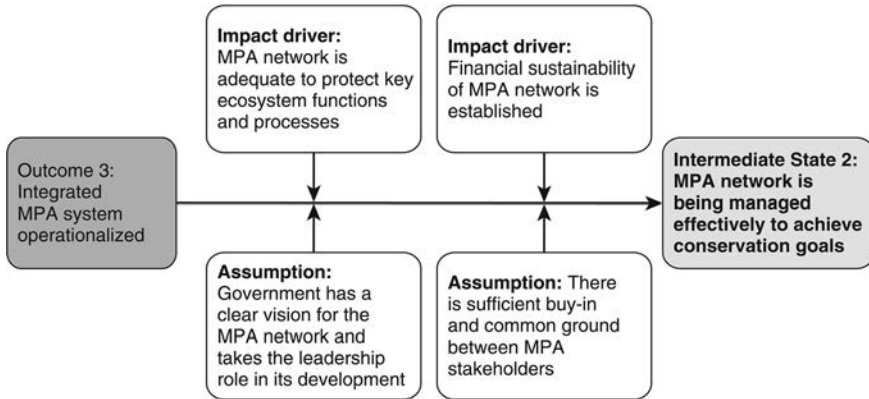 Impact driver:
MPA network is
adequate to protect key
ecosystem functions
and processes
Impact driver:
Financial sustainability
of MPA network is
established
Outcome 3:
Integrated
MPA system
operationalized
Intermediate State 2:
MPA network is
being managed
effectively to achieve
conservation goals
Assumption:
Government has a
clear vision for the
MPA network and
takes the leadership
role in its development
Assumption: There
is sufficient buy-in
and common ground
between MPA
stakeholders